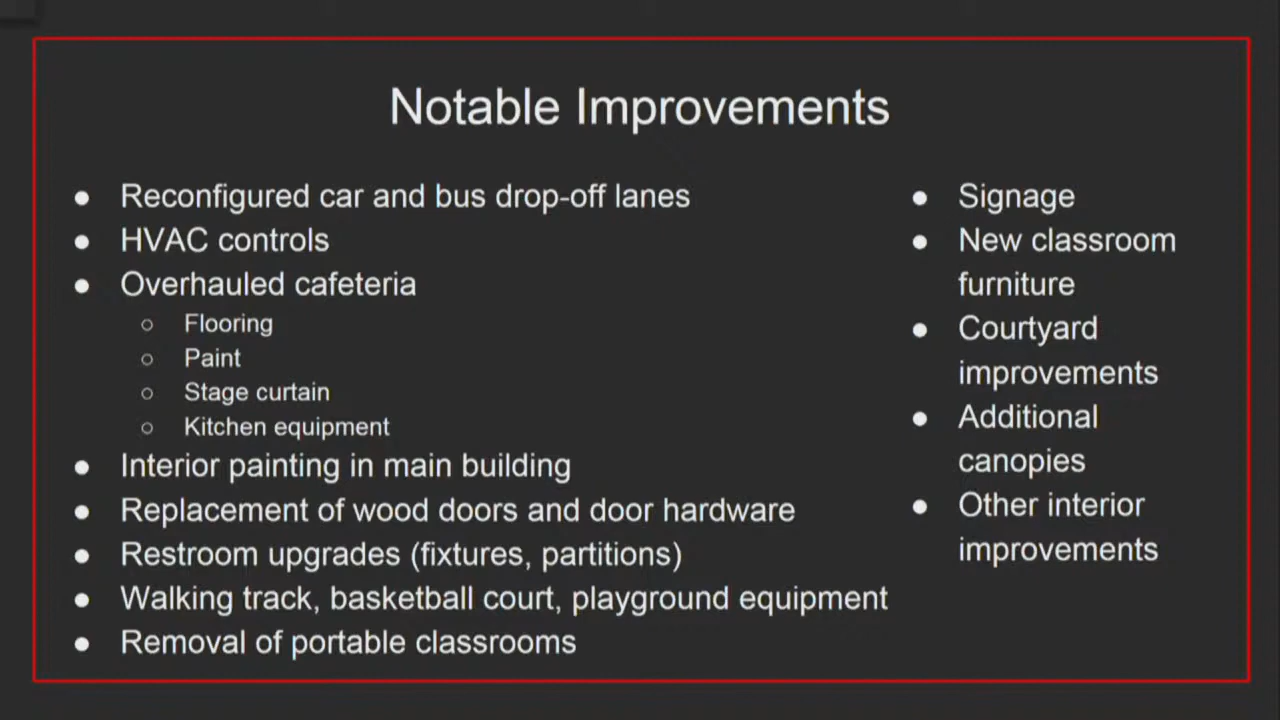 Notable Improvements
● Reconfigured car and bus drop-off lanes
● HVAC controls
● Overhauled cafeteria
○ Flooring
○ Paint
○ Stage curtain
○ Kitchen equipment
● Interior painting in main building
● Replacement of wood doors and door hardware
● Restroom upgrades (fixtures, partitions)
● Walking track, basketball court, playground equipment
● Removal of portable classrooms
● Signage
● New classroom
furniture
● Courtyard
improvements
● Additional
canopies
● Other interior
improvements